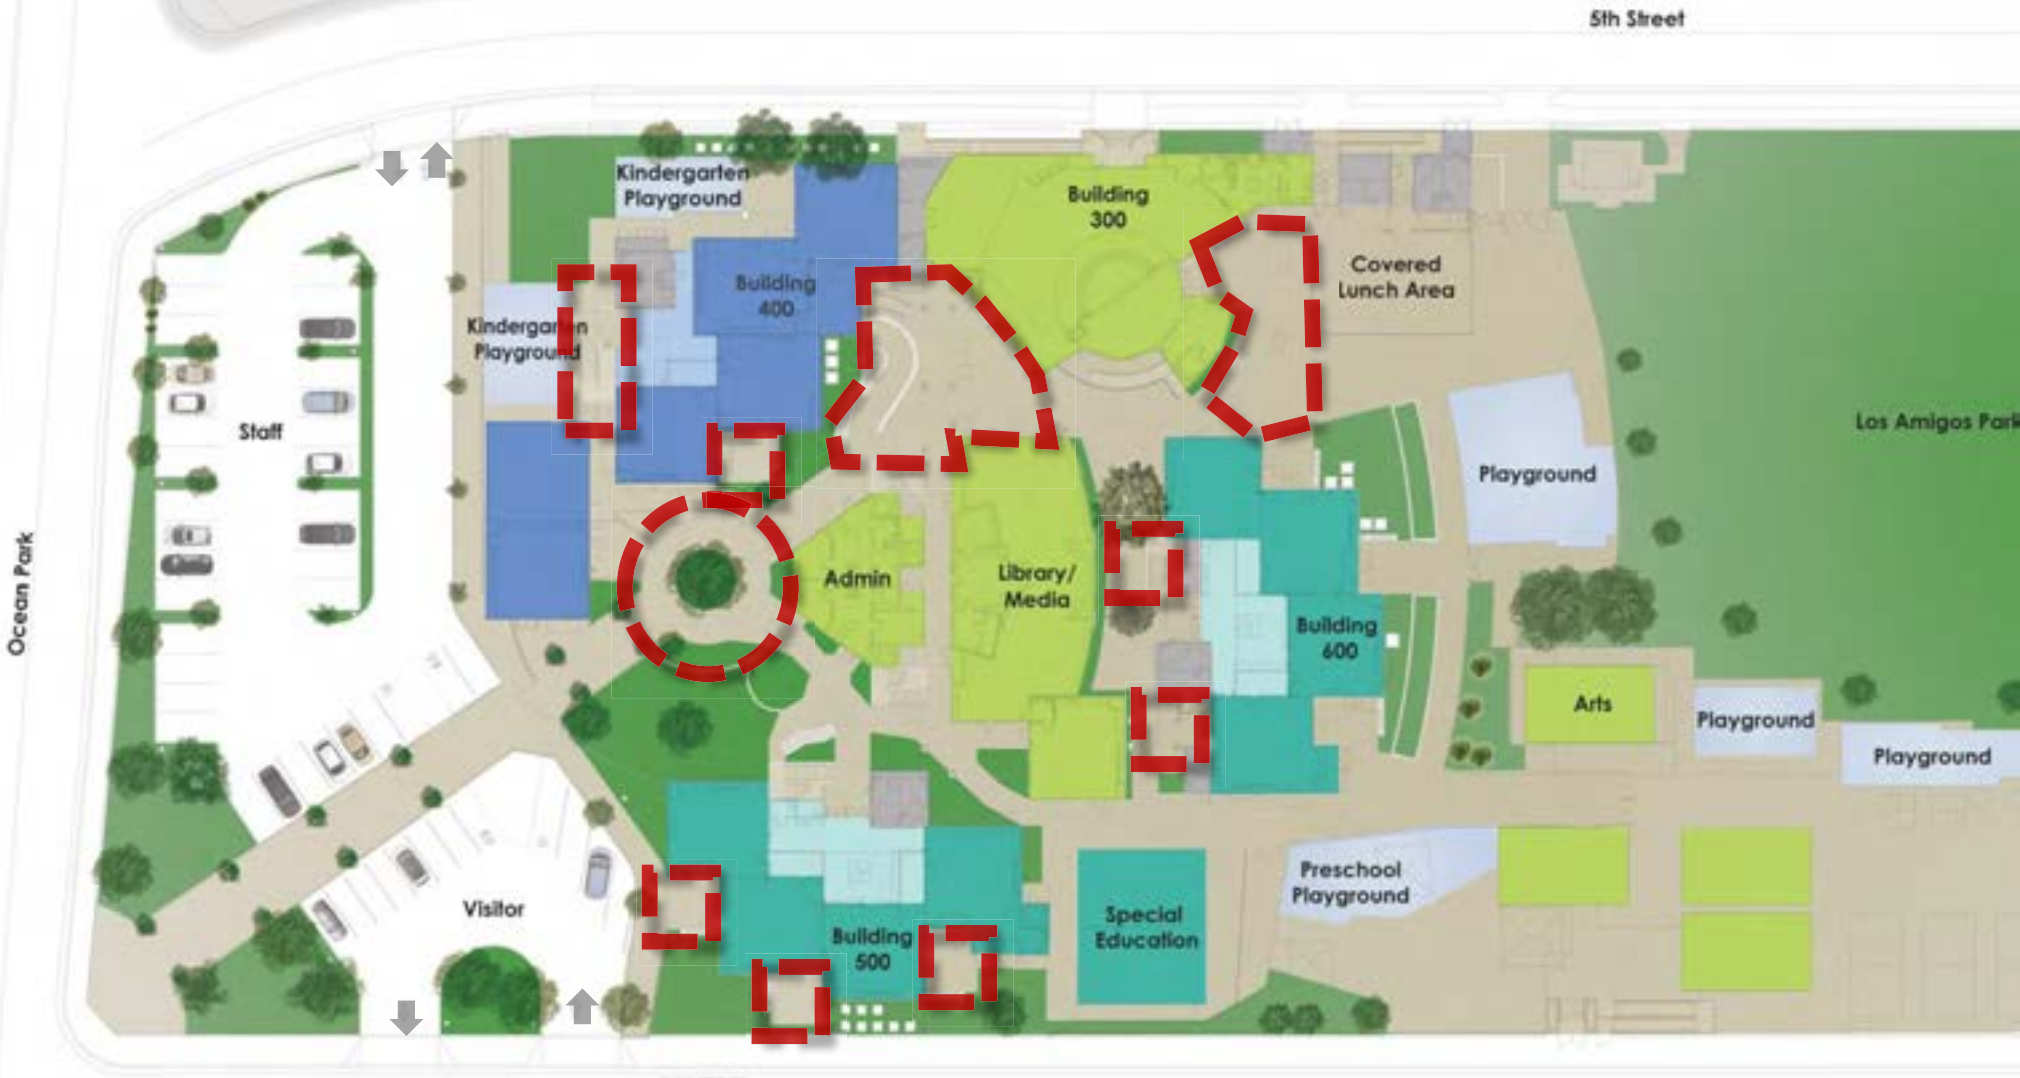 5th Street
Kindergarten
Playground
Building
300
Covered
Lunch Area
Building
400
Kindergarten
Playground
Staff
Los Amigos Park
Playground
Ocean Park
Admin
Library/
Media
Building
600
Arts
Playground
Playground
Preschool
Playground
Visitor
Building
500
Special
Education